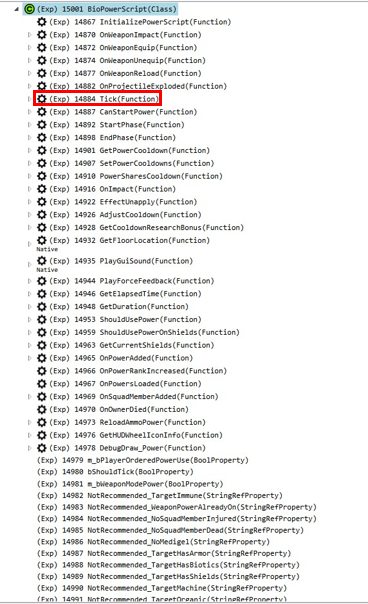 (Exp) 15001 BioPowerScript(Class)
(Exp) 14867 InitializePowerScript(Function)
(Exp) 14870 OnWeaponImpact(Function)
(Exp) 14872 OnWeaponEquip(Function)
(Exp) 14874 OnWeaponUnequip(Function)
(Exp) 14877 OnWeaponReload(Function)
(Exp) 14882 OnProjectileExploded(Function)
(Exp) 14884 Tick(Function)
(Exp) 14887 CanStartPower(Function)
(Exp) 14892 StartPhase(Function)
(Exp) 14898 EndPhase(Function)
(Exp) 14901 GetPowerCooldown(Function)
(Exp) 14907 SetPowerCooldowns(Function)
(Exp) 14910 PowerSharesCooldown(Function)
(Exp) 14916 OnImpact(Function)
(Exp) 14922 EffectUnapply(Function)
(Exp) 14926 AdjustCooldown(Function)
(Exp) 14928 GetCooldownResearchBonus(Function)
(Exp) 14932 GetFloorLocation(Function)
Native
(Exp) 14935 PlayGuiSound(Function)
Native
(Exp) 14944 PlayForceFeedback(Function)
(Exp) 14946 GetElapsedTime(Function)
(Exp) 14948 GetDuration(Function)
(Exp) 14953 ShouldUsePower(Function)
(Exp) 14959 ShouldUsePowerOnShields(Function)
(Exp) 14963 GetCurrentShields(Function)
(Exp) 14965 OnPowerAdded(Function)
(Exp) 14966 OnPowerRankIncreased(Function)
(Exp) 14967 OnPowersLoaded(Function)
(Exp) 14969 OnSquadMemberAdded(Function)
(Exp) 14970 OnOwnerDied(Function)
(Exp) 14973 ReloadAmmoPower(Function)
(Exp) 14976 GetHUDWheelIconInfo(Function)
(Exp) 14978 DebugDraw_Power(Function)
(Exp) 14979 m_bPlayerOrderedPowerUse(BoolProperty)
(Exp) 14980 bShouldTick(BoolProperty)
(Exp) 14981 m_bWeaponModePower(BoolProperty)
(Exp) 14982 NotRecommended_TargetImmune(StringRefProperty)
(Exp) 14983 NotRecommended_WeaponPowerAlreadyOn(StringRefProperty)
(Exp) 14984 NotRecommended_NoSquadMemberInjured(StringRefProperty)
(Exp) 14985 NotRecommended_NoSquadMemberDead(StringRefProperty)
(Exp) 14986 NotRecommended_NoMedigel(StringRefProperty)
(Exp) 14987 NotRecommended_TargetHasArmor(StringRefProperty)
(Exp) 14988 NotRecommended_TargetHasBiotics(StringRefProperty)
(Exp) 14989 NotRecommended_TargetHasShields(StringRefProperty)
(Exp) 14990 NotRecommended_TargetMachine(StringRefProperty)
(Exp) 14991 NotRecommended_TargetOrganic(StringRefProperty)